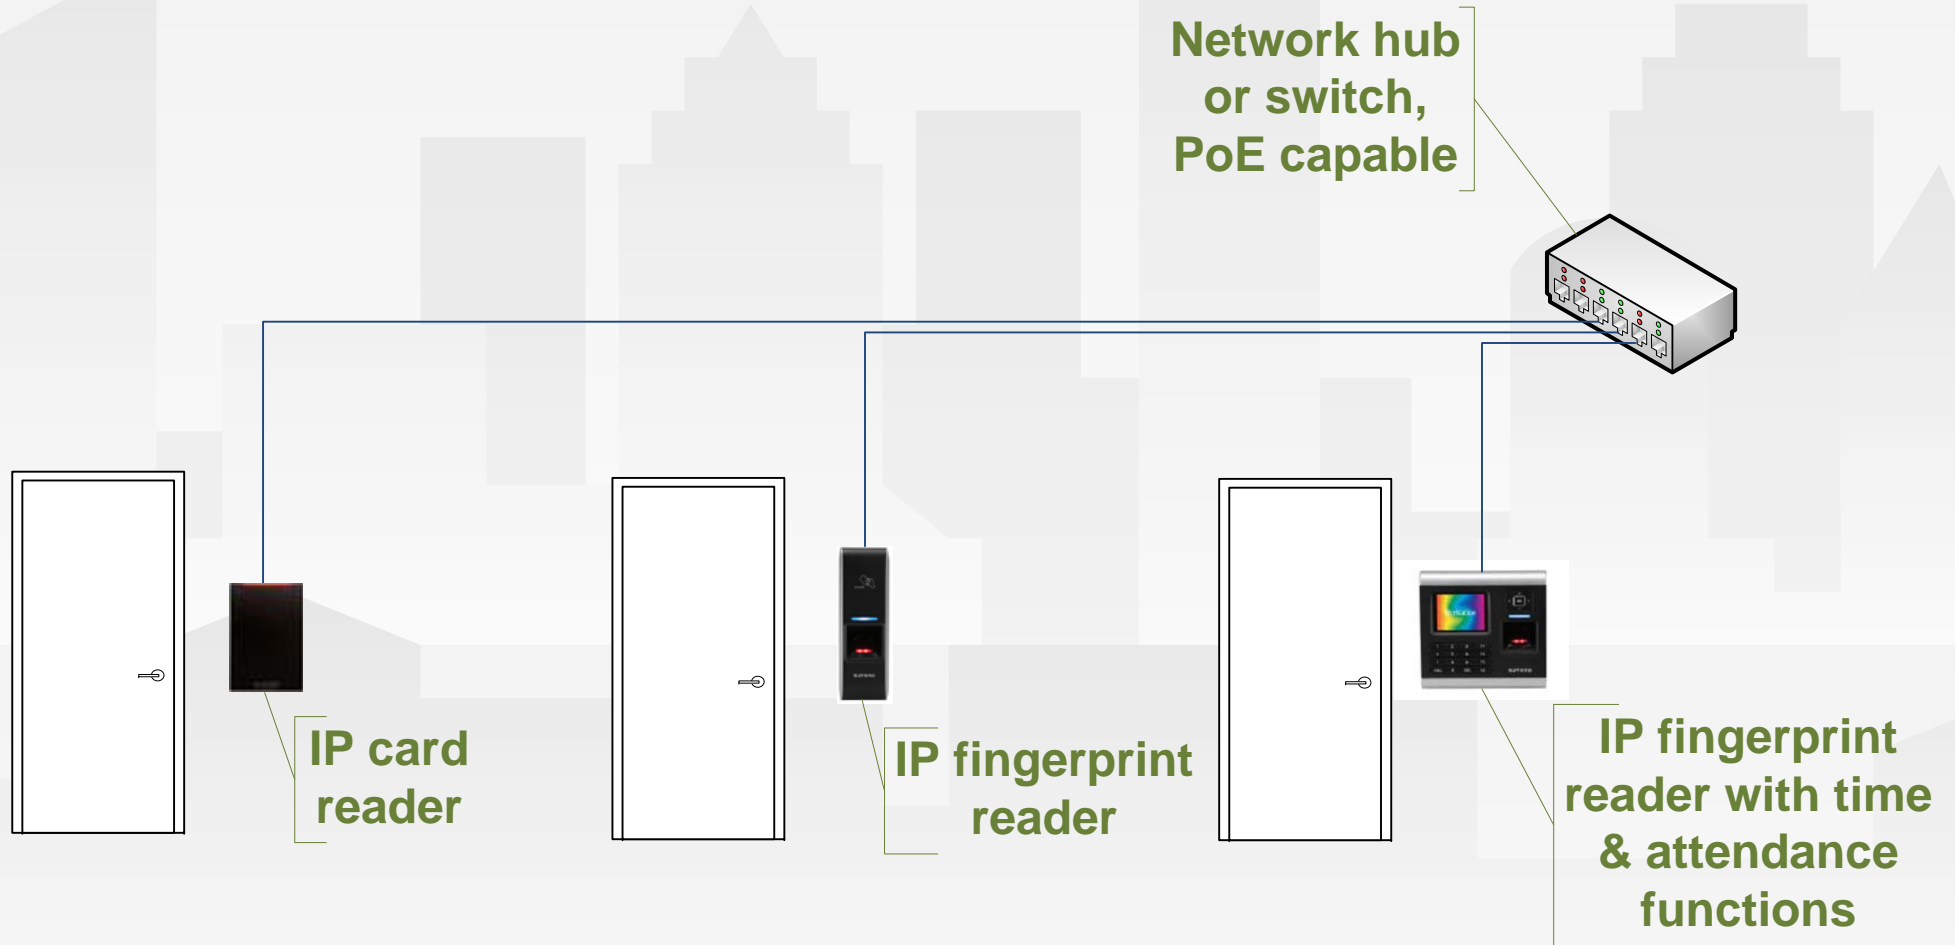 Network hub
or switch,
PoE capable
IP card
reader
IP fingerprint
reader
IP fingerprint
reader with time
& attendance
functions